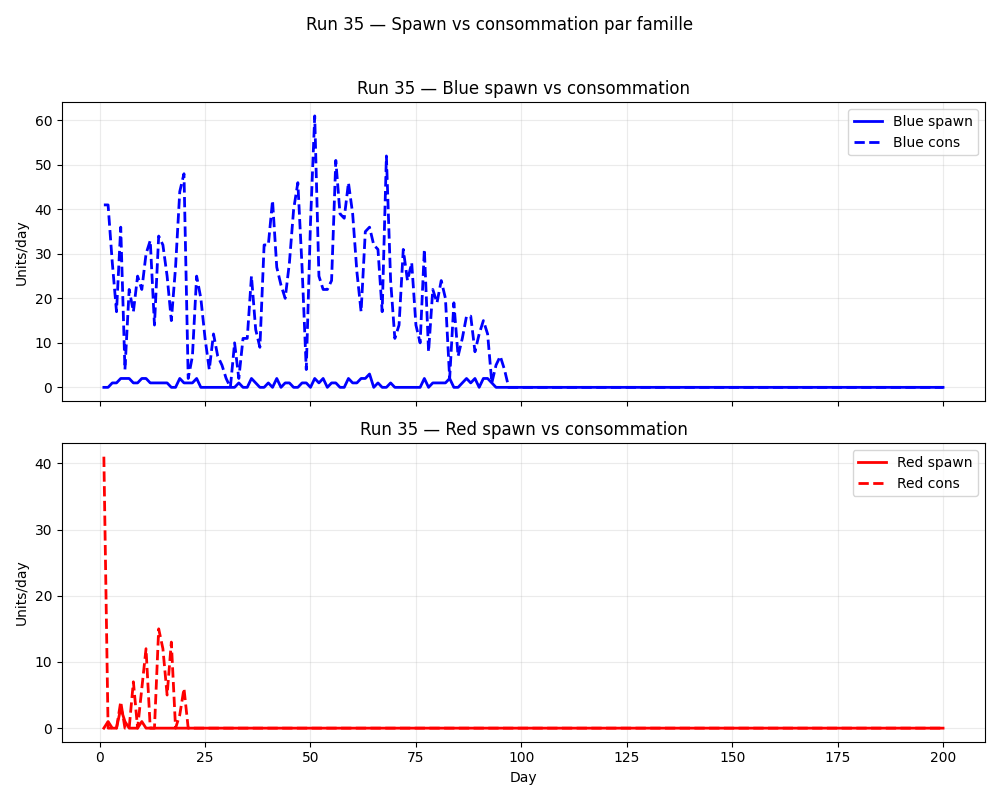 Run 35 — Spawn vs consommation par famille
Run 35 — Blue spawn vs consommation
Blue spawn
Blue cons
60
50
40
30
20
10
0
Units/day
Run 35 — Red spawn vs consommation
Red spawn
Red cons
40
30
20
10
0
Units/day
0 25 50 75 100 125 150 175 200
Day